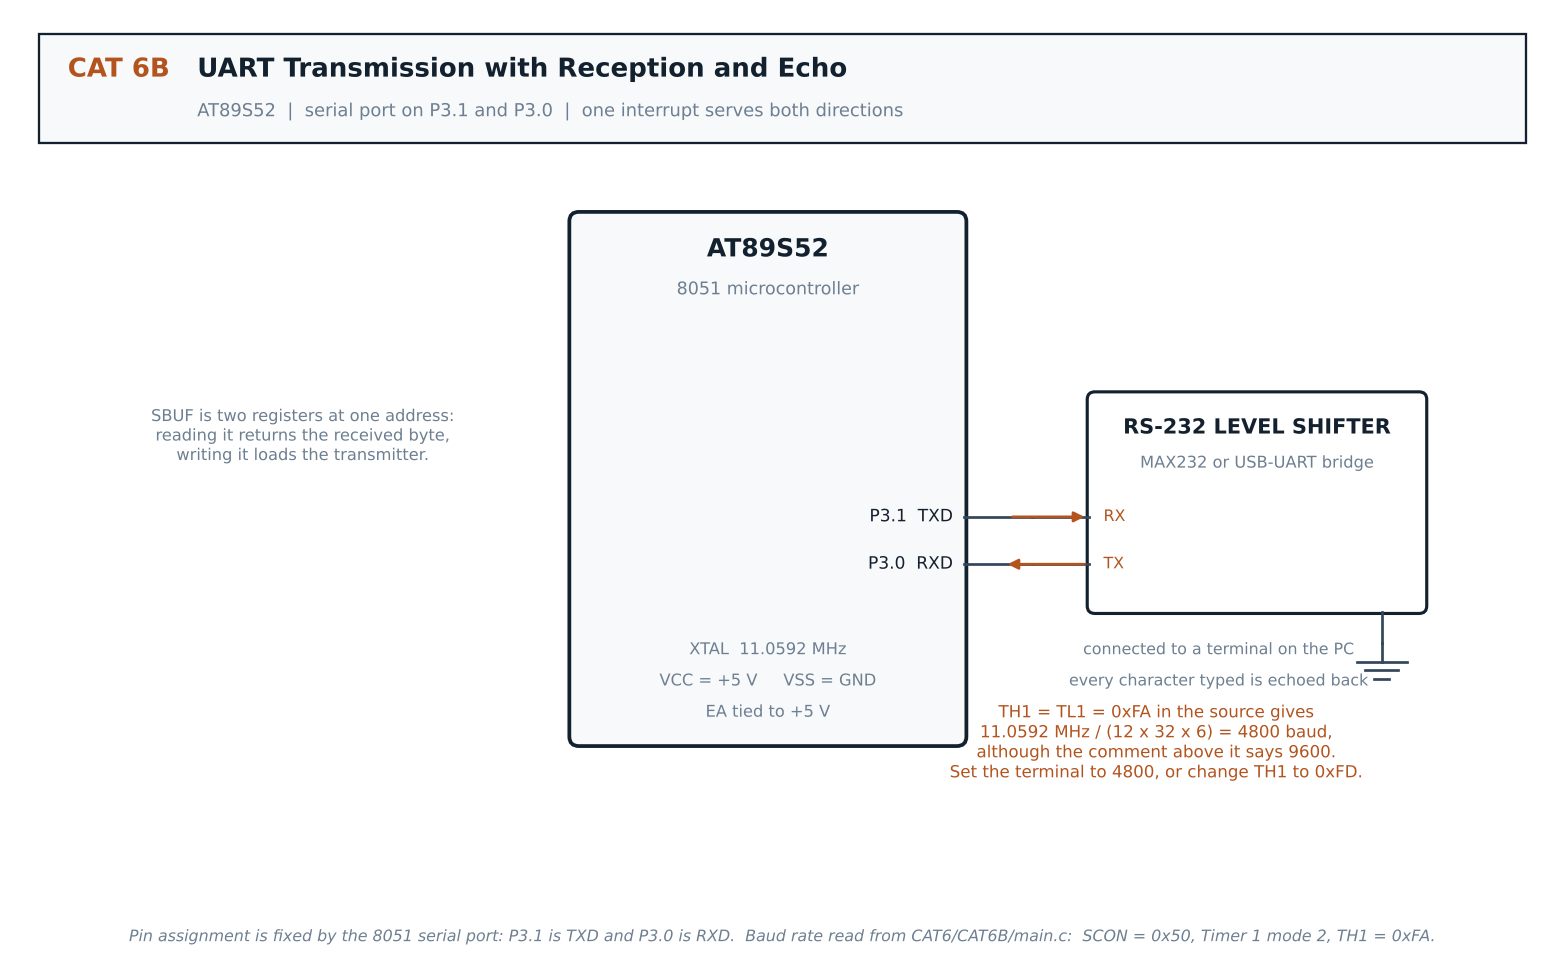 CAT 6B UART Transmission with Reception and Echo
AT89S52 | serial port on P3.1 and P3.0 | one interrupt serves both directions
AT89S52
8051 microcontroller
SBUF is two registers at one address:
reading it returns the received byte,
writing it loads the transmitter.
RS-232 LEVEL SHIFTER
MAX232 or USB-UART bridge
P3.1 TXD
RX
P3.0 RXD
TX
XTAL 11.0592 MHz
VCC = +5 V VSS = GND
EA tied to +5 V
connected to a terminal on the PC
every character typed is echoed back
TH1 = TL1 = 0xFA in the source gives
11.0592 MHz / (12 x 32 x 6) = 4800 baud,
although the comment above it says 9600.
Set the terminal to 4800, or change TH1 to 0xFD.
Pin assignment is fixed by the 8051 serial port: P3.1 is TXD and P3.0 is RXD. Baud rate read from CAT6/CAT6B/main.c: SCON = 0x50, Timer 1 mode 2, TH1 = 0xFA.